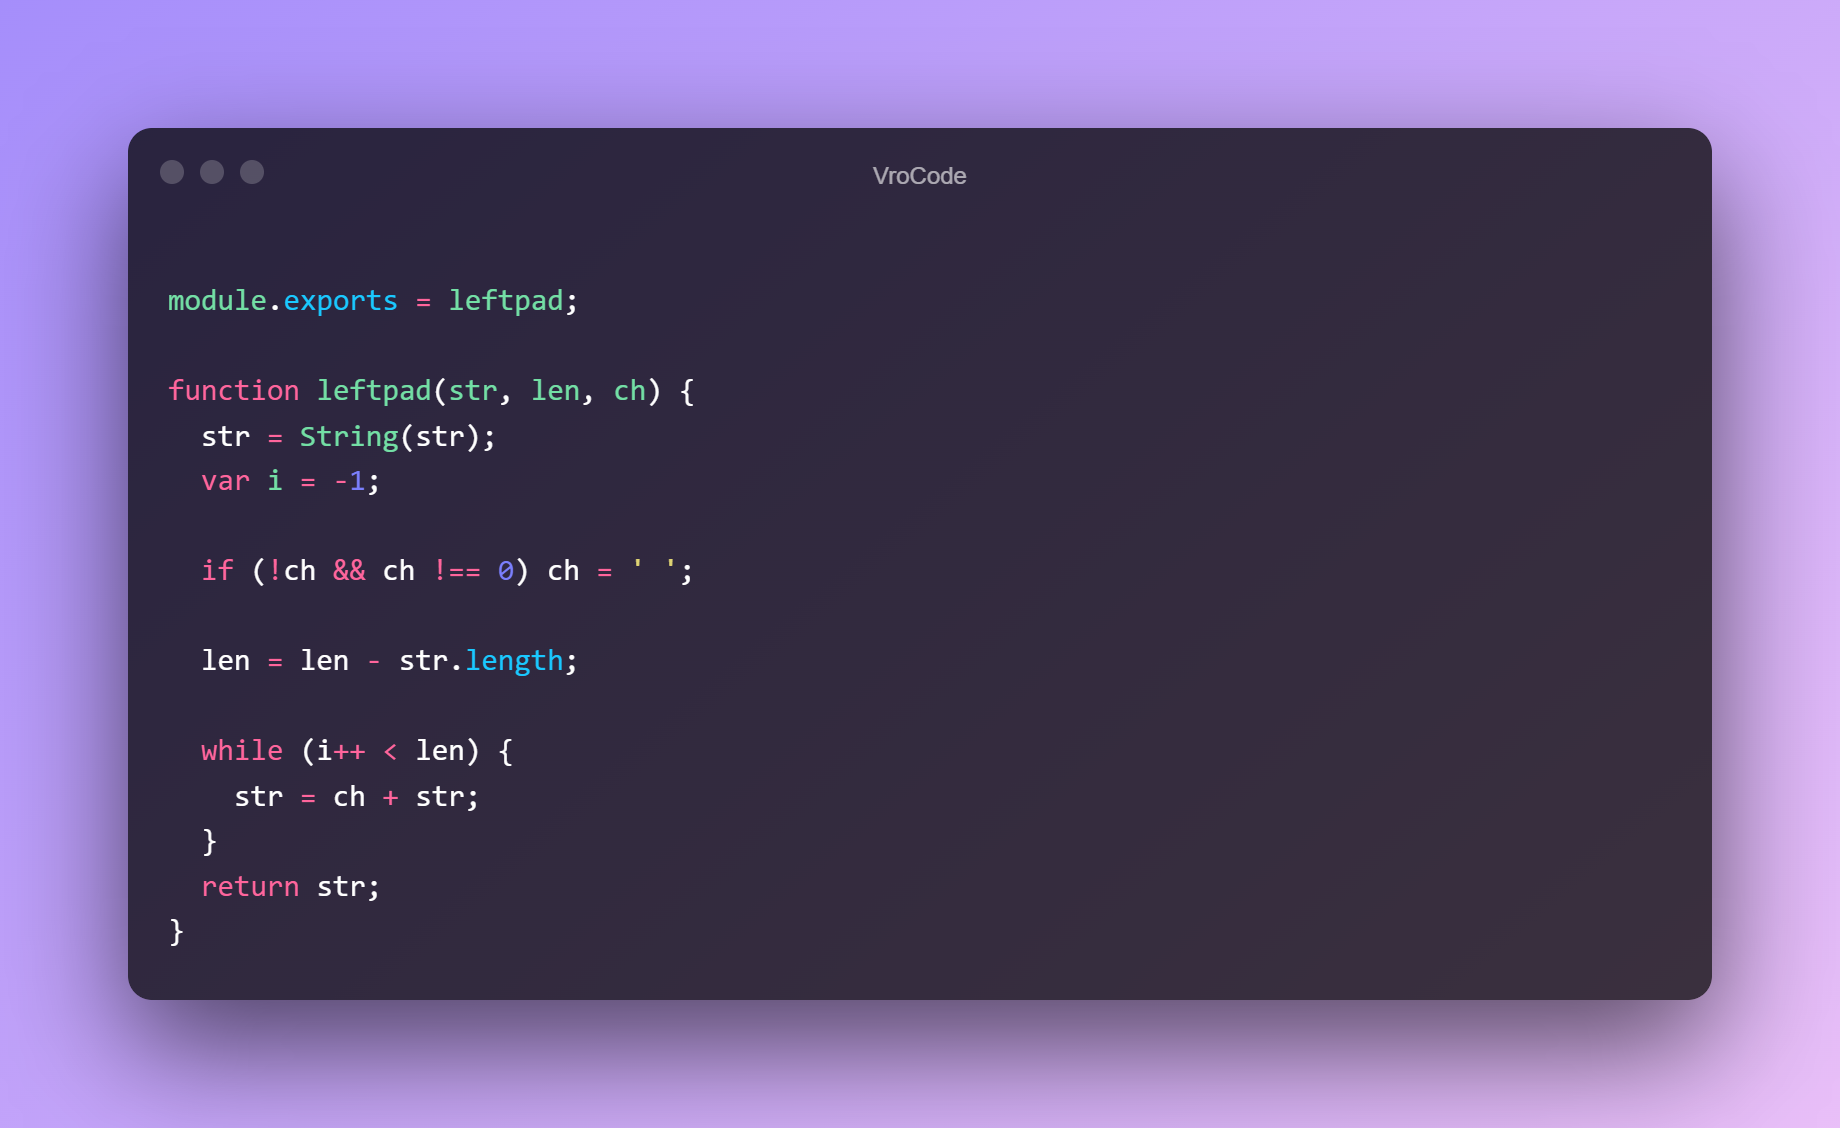 VroCode
module.exports = leftpad;
function leftpad(str, len, ch) {
  str = String(str);
  var i = -1;
  if (!ch && ch !== 0) ch = ' ';
  len = len - str.length;
  while (i++ < len) {
    str = ch + str;
  }
  return str;
}